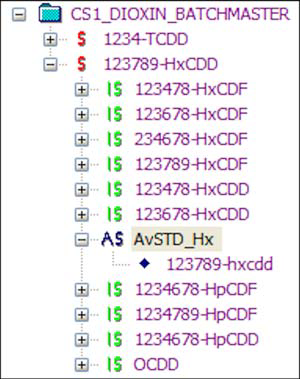 CS1_DIOXIN_BATCHMASTER
S 1234-TCDD
S 123789-HxCDD
IS 123478-HxCDF
IS 123678-HxCDF
IS 234678-HxCDF
IS 123789-HxCDF
IS 123478-HxCDD
IS 123678-HxCDD
AS AvSTD_Hx
123789-hxcdd
IS 1234678-HpCDF
IS 1234789-HpCDF
IS 1234678-HpCDD
IS OCDD